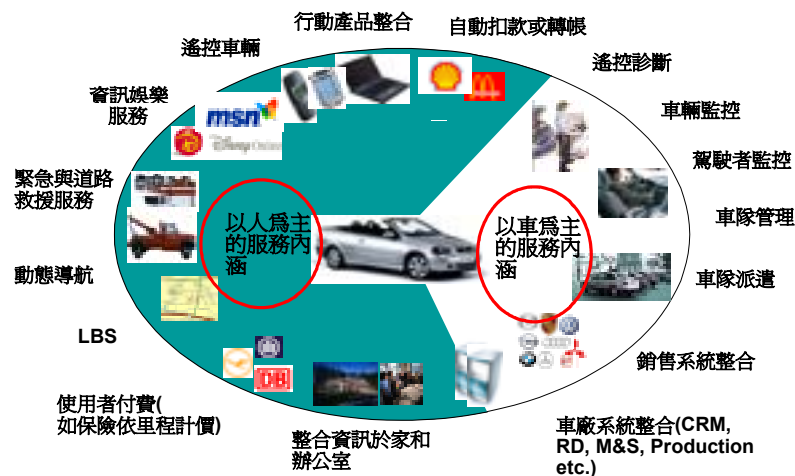 行動產品整合
自動扣款或轉帳
遙控車輛
遙控診斷
資訊娛樂
服務
msn
Disney Online
車輛監控
駕駛者監控
緊急與道路
救援服務
以人為主
的服務內
涵
以車為主
的服務內
涵
車隊管理
動態導航
車隊派遣
LBS
DB
銷售系統整合
使用者付費(
如保險依里程計價)
整合資訊於家和
辦公室
車廠系統整合(CRM,
RD, M&S, Production
etc.)